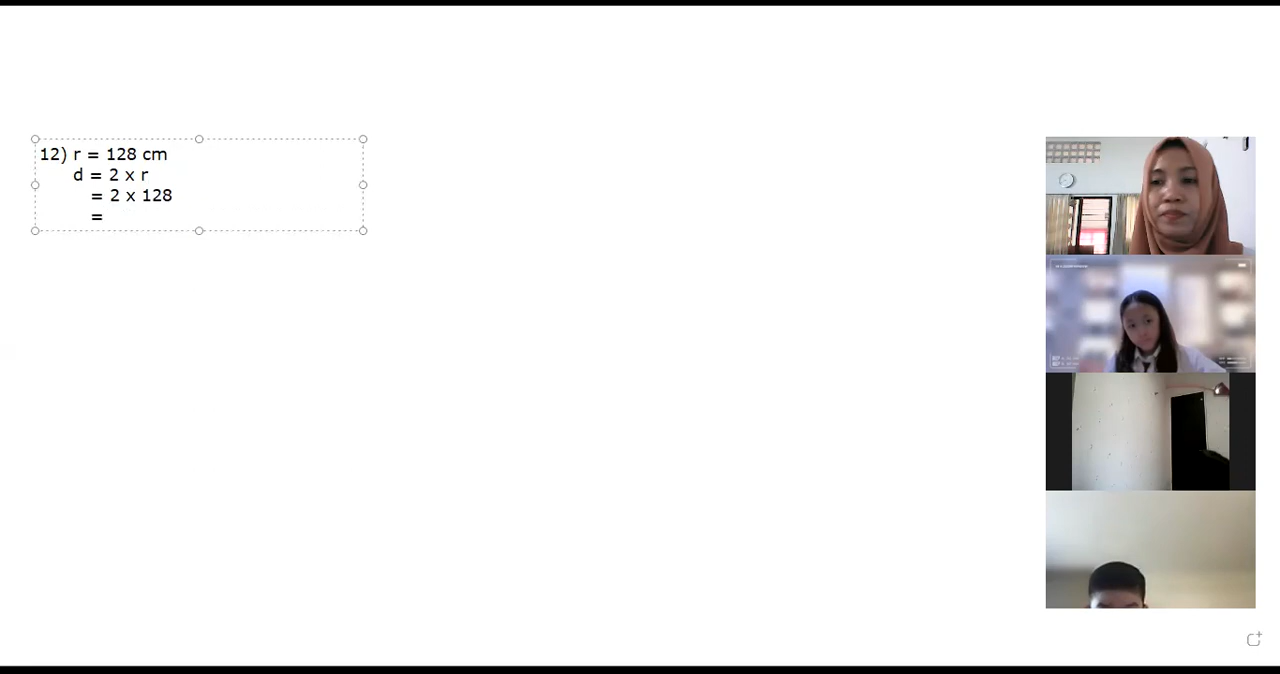 12) r = 128 cm
d = 2 x r
= 2 x 128
=